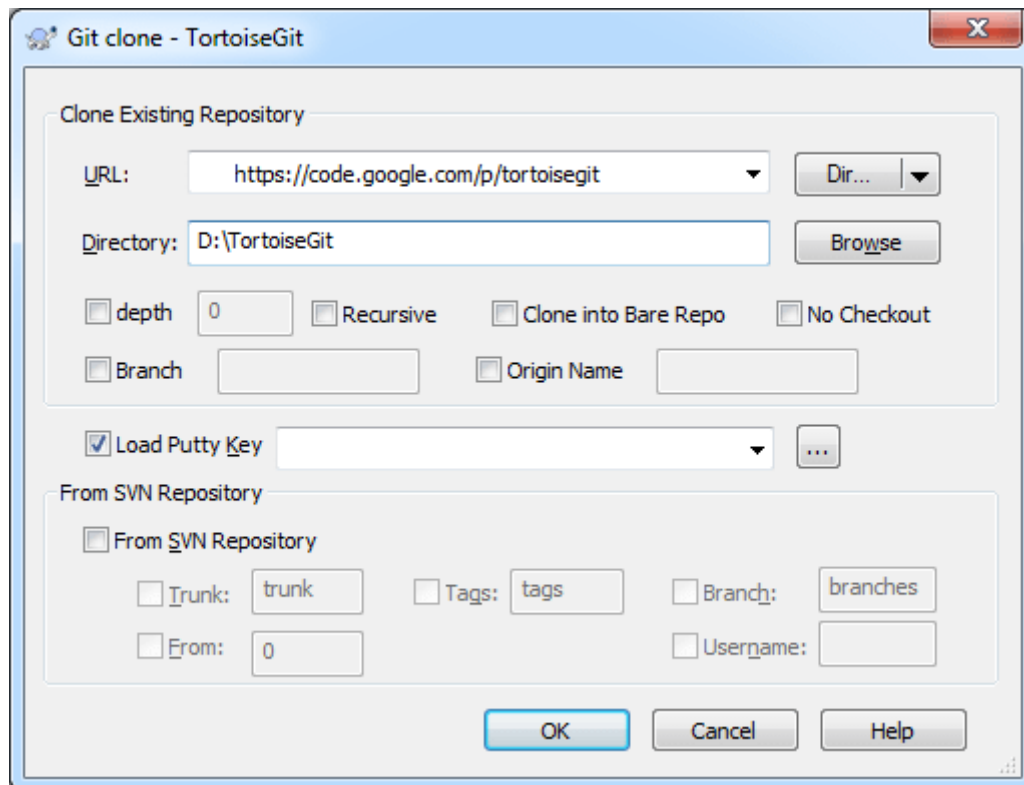 Git clone - TortoiseGit
Clone Existing Repository
URL: https://code.google.com/p/tortoisegit Dir...
Directory: D:\TortoiseGit Browse
depth 0 Recursive Clone into Bare Repo No Checkout
Branch Origin Name
Load Putty Key ...
From SVN Repository
From SVN Repository
Trunk: trunk Tags: tags Branch: branches
From: 0 Username:
OK Cancel Help